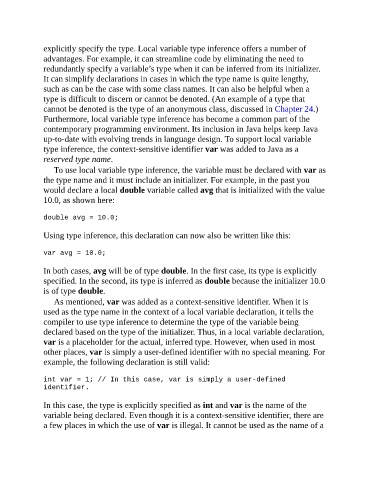 explicitly specify the type. Local variable type inference offers a number of
advantages. For example, it can streamline code by eliminating the need to
redundantly specify a variable's type when it can be inferred from its initializer.
It can simplify declarations in cases in which the type name is quite lengthy,
such as can be the case with some class names. It can also be helpful when a
type is difficult to discern or cannot be denoted. (An example of a type that
cannot be denoted is the type of an anonymous class, discussed in Chapter 24.)
Furthermore, local variable type inference has become a common part of the
contemporary programming environment. Its inclusion in Java helps keep Java
up-to-date with evolving trends in language design. To support local variable
type inference, the context-sensitive identifier var was added to Java as a
reserved type name.
To use local variable type inference, the variable must be declared with var as
the type name and it must include an initializer. For example, in the past you
would declare a local double variable called avg that is initialized with the value
10.0, as shown here:
double avg = 10.0;
Using type inference, this declaration can now also be written like this:
var avg = 10.0;
In both cases, avg will be of type double. In the first case, its type is explicitly
specified. In the second, its type is inferred as double because the initializer 10.0
is of type double.
As mentioned, var was added as a context-sensitive identifier. When it is
used as the type name in the context of a local variable declaration, it tells the
compiler to use type inference to determine the type of the variable being
declared based on the type of the initializer. Thus, in a local variable declaration,
var is a placeholder for the actual, inferred type. However, when used in most
other places, var is simply a user-defined identifier with no special meaning. For
example, the following declaration is still valid:
int var = 1; // In this case, var is simply a user-defined
identifier.
In this case, the type is explicitly specified as int and var is the name of the
variable being declared. Even though it is a context-sensitive identifier, there are
a few places in which the use of var is illegal. It cannot be used as the name of a